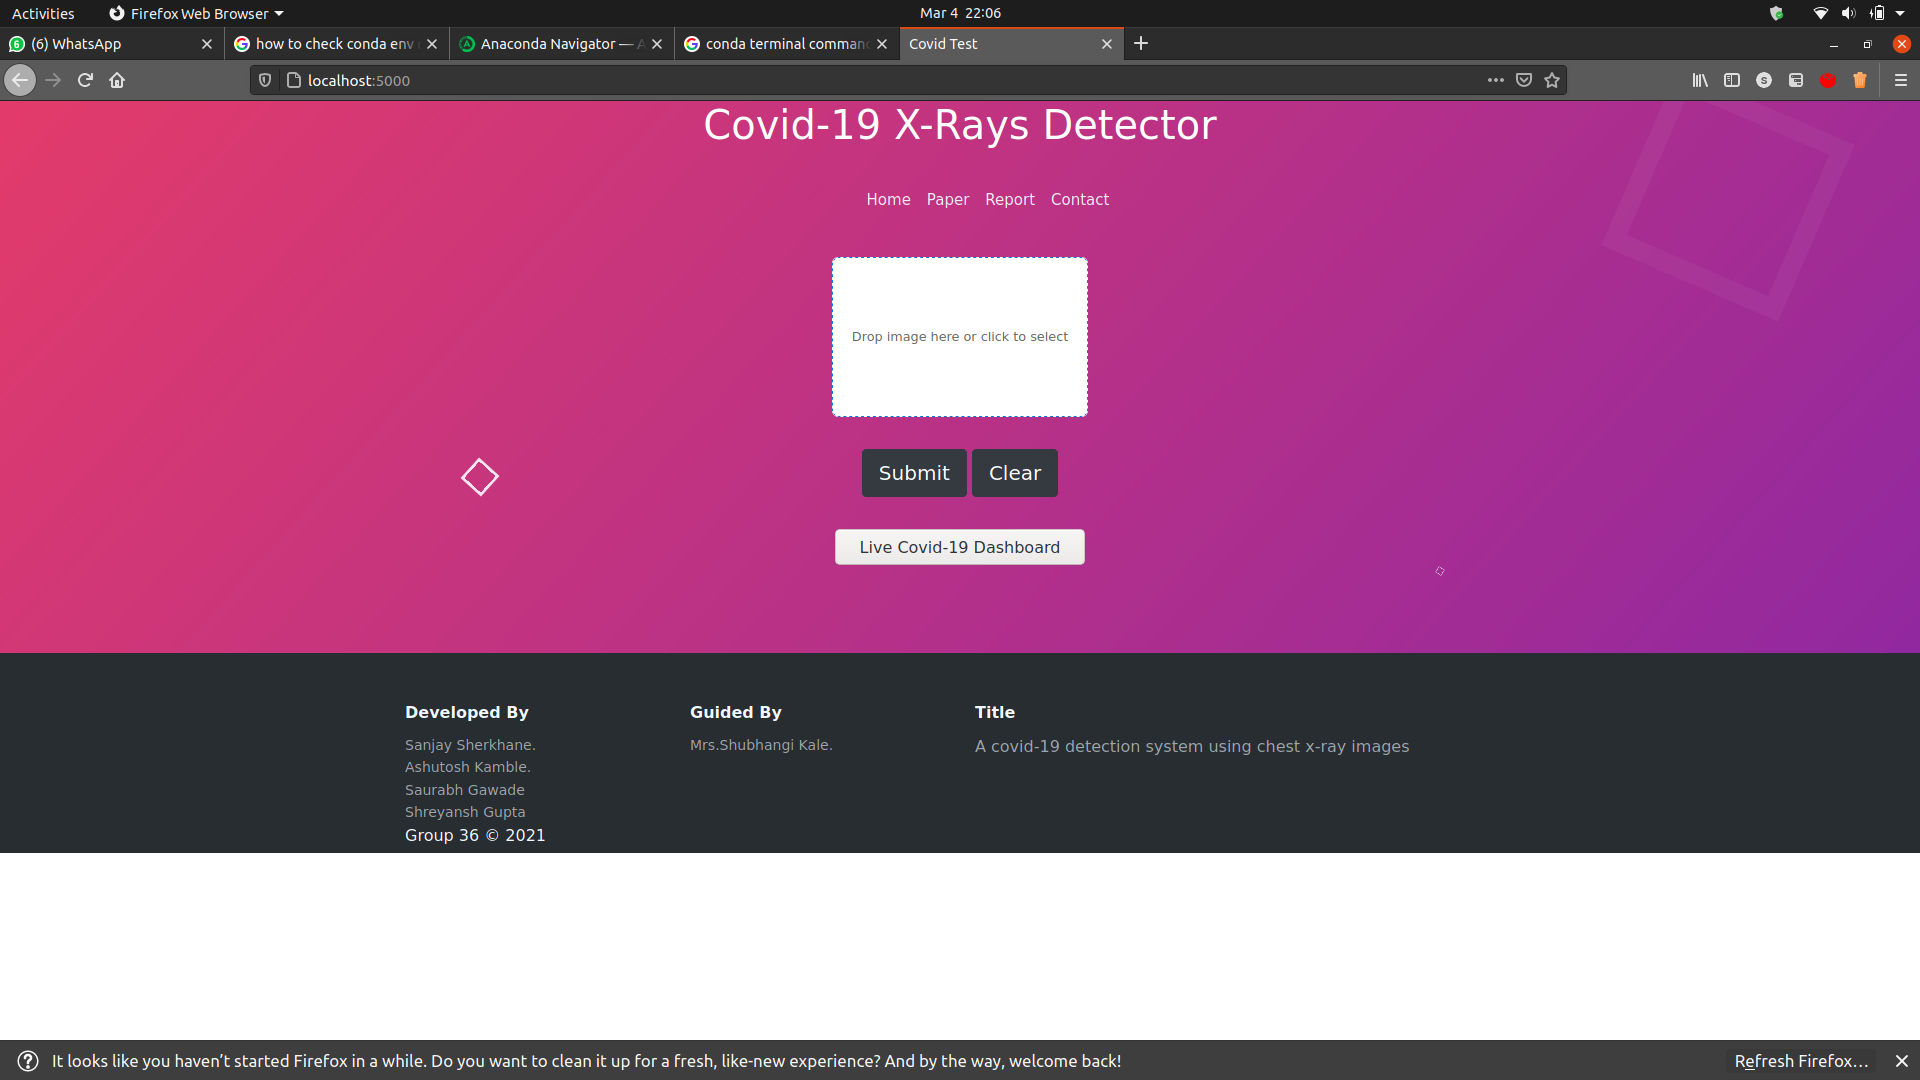 Activities Firefox Web Browser Mar 4 22:06
(6) WhatsApp how to check conda env Anaconda Navigator — A conda terminal comman Covid Test
localhost:5000
Covid-19 X-Rays Detector
Home Paper Report Contact
Drop image here or click to select
Submit Clear
Live Covid-19 Dashboard
Developed By
Sanjay Sherkhane.
Ashutosh Kamble.
Saurabh Gawade
Shreyansh Gupta
Group 36 © 2021
Guided By
Mrs.Shubhangi Kale.
Title
A covid-19 detection system using chest x-ray images
It looks like you haven’t started Firefox in a while. Do you want to clean it up for a fresh, like-new experience? And by the way, welcome back! Refresh Firefox…